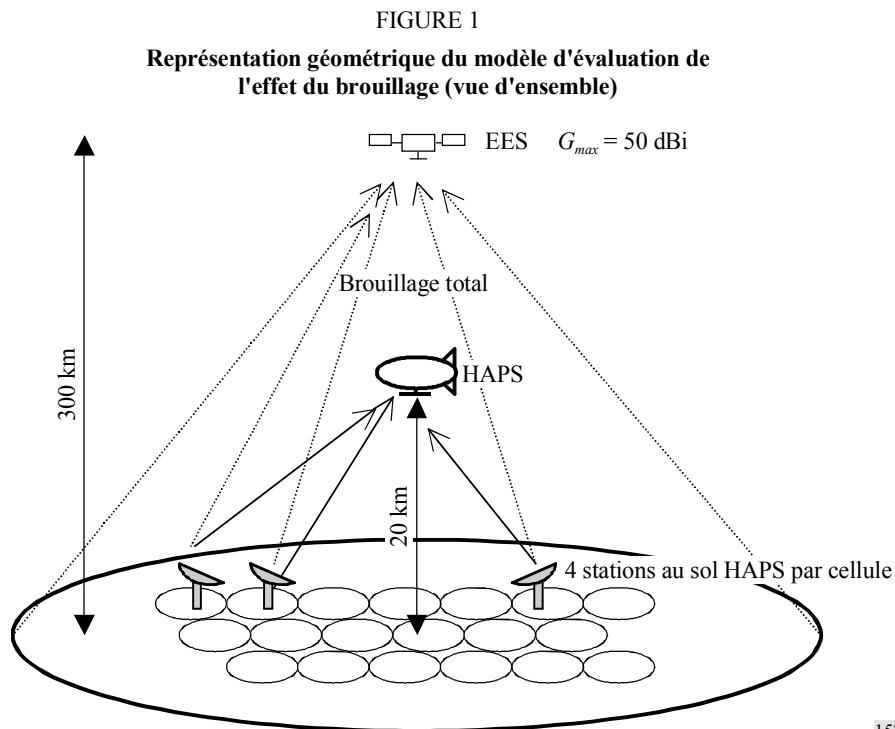 FIGURE 1
Représentation géométrique du modèle d'évaluation de
l'effet du brouillage (vue d'ensemble)
EES G_max = 50 dBi
Brouillage total
300 km
HAPS
20 km
4 stations au sol HAPS par cellule